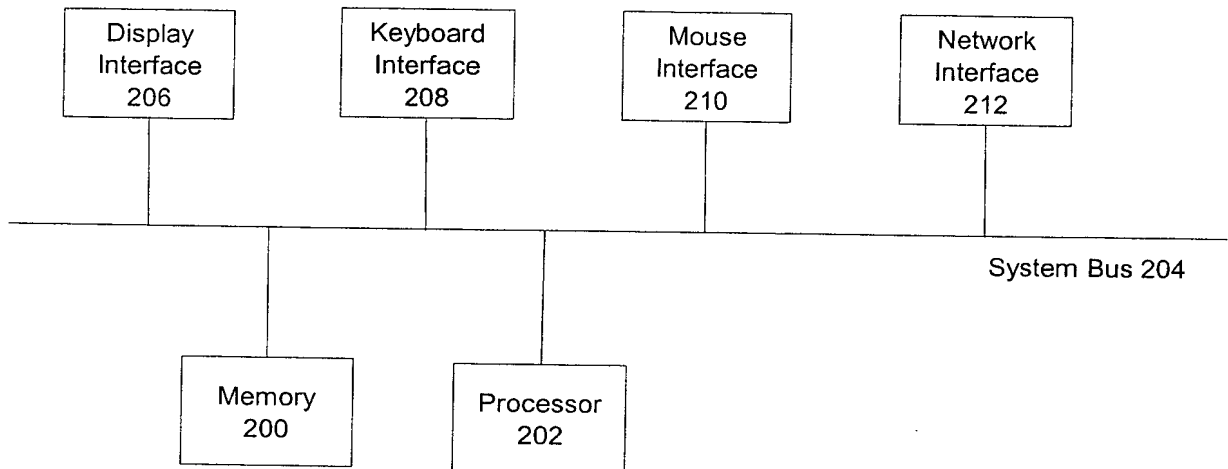 Display
Interface
206
Keyboard
Interface
208
Mouse
Interface
210
Network
Interface
212
System Bus 204
Memory
200
Processor
202